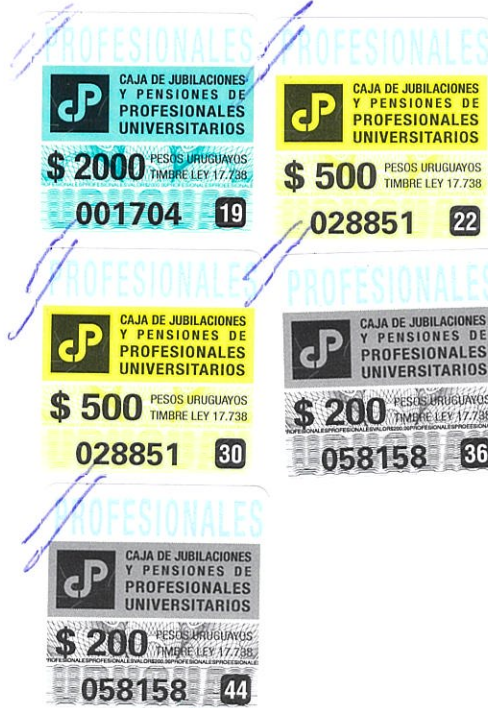 PROFESIONALES
CAJA DE JUBILACIONES
Y PENSIONES DE
PROFESIONALES
UNIVERSITARIOS
$ 2000 PESOS URUGUAYOS
TIMBRE LEY 17.738
001704 19
PROFESIONALES
CAJA DE JUBILACIONES
Y PENSIONES DE
PROFESIONALES
UNIVERSITARIOS
$ 500 PESOS URUGUAYOS
TIMBRE LEY 17.738
028851 22
PROFESIONALES
CAJA DE JUBILACIONES
Y PENSIONES DE
PROFESIONALES
UNIVERSITARIOS
$ 500 PESOS URUGUAYOS
TIMBRE LEY 17.738
028851 30
PROFESIONALES
CAJA DE JUBILACIONES
Y PENSIONES DE
PROFESIONALES
UNIVERSITARIOS
$ 200 PESOS URUGUAYOS
TIMBRE LEY 17.738
058158 36
PROFESIONALES
CAJA DE JUBILACIONES
Y PENSIONES DE
PROFESIONALES
UNIVERSITARIOS
$ 200 PESOS URUGUAYOS
TIMBRE LEY 17.738
058158 44